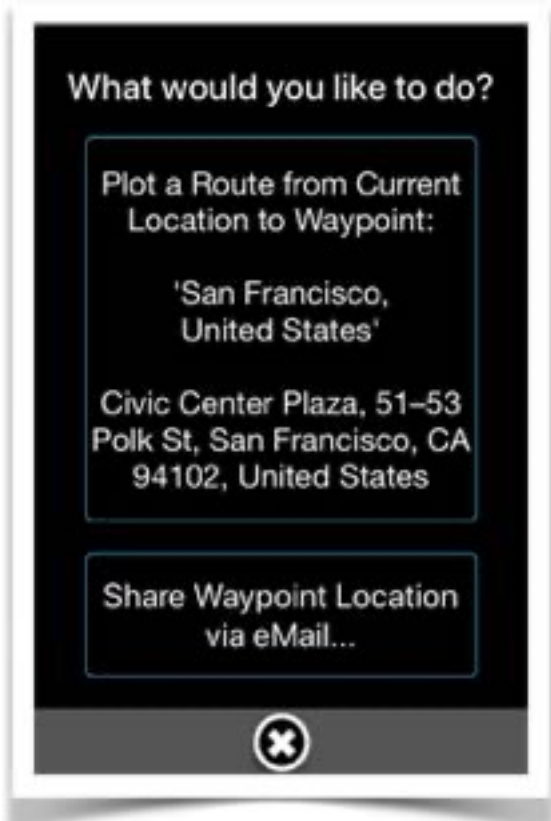 What would you like to do?
Plot a Route from Current
Location to Waypoint:
'San Francisco,
United States'
Civic Center Plaza, 51–53
Polk St, San Francisco, CA
94102, United States
Share Waypoint Location
via eMail...